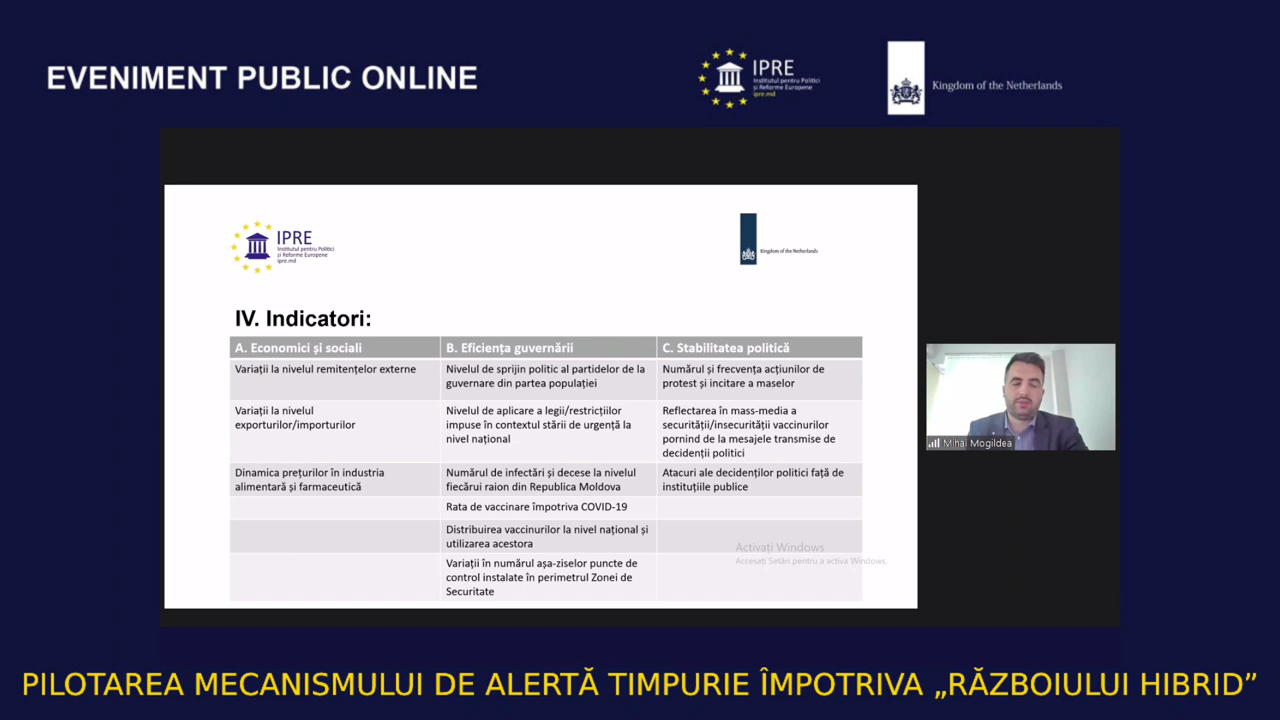 EVENIMENT PUBLIC ONLINE
IPRE
Institutul pentru Politici
și Reforme Europene
ipre.md
Kingdom of the Netherlands
IPRE
Institutul pentru Politici
și Reforme Europene
ipre.md
Kingdom of the Netherlands
IV. Indicatori:
A. Economici și sociali
B. Eficiența guvernării
C. Stabilitatea politică
Variații la nivelul remitențelor externe
Nivelul de sprijin politic al partidelor de la
guvernare din partea populației
Numărul și frecvența acțiunilor de
protest și incitare a maselor
Variații la nivelul
exporturilor/importurilor
Nivelul de aplicare a legii/restricțiilor
impuse în contextul stării de urgență la
nivel național
Reflectarea în mass-media a
securității/insecurității vaccinurilor
pornind de la mesajele transmise de
decidenții politici
Dinamica prețurilor în industria
alimentară și farmaceutică
Numărul de infectări și decese la nivelul
fiecărui raion din Republica Moldova
Atacuri ale decidenților politici față de
instituțiile publice
Rata de vaccinare împotriva COVID-19
Distribuirea vaccinurilor la nivel național și
utilizarea acestora
Variații în numărul așa-ziselor puncte de
control instalate în perimetrul Zonei de
Securitate
Activați Windows
Accesați Setări pentru a activa Windows.
Mihai Mogildea
PILOTAREA MECANISMULUI DE ALERTĂ TIMPURIE ÎMPOTRIVA „RĂZBOIULUI HIBRID”